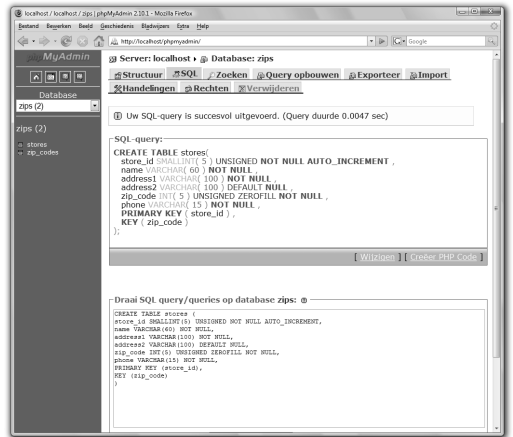 localhost / localhost / zips | phpMyAdmin 2.10.1 - Mozilla Firefox
Bestand Bewerken Beeld Geschiedenis Bladwijzers Extra Help
http://localhost/phpmyadmin/
Google
phpMyAdmin
Database
zips (2)
zips (2)
stores
zip_codes
Server: localhost Database: zips
Structuur SQL Zoeken Query opbouwen Exporteer Import
Handelingen Rechten Verwijderen
Uw SQL-query is succesvol uitgevoerd. (Query duurde 0.0047 sec)
SQL-query:
CREATE TABLE stores(
store_id SMALLINT( 5 ) UNSIGNED NOT NULL AUTO_INCREMENT ,
name VARCHAR( 60 ) NOT NULL ,
address1 VARCHAR( 100 ) NOT NULL ,
address2 VARCHAR( 100 ) DEFAULT NULL ,
zip_code INT( 5 ) UNSIGNED ZEROFILL NOT NULL ,
phone VARCHAR( 15 ) NOT NULL ,
PRIMARY KEY ( store_id ) ,
KEY ( zip_code )
);
[ Wijzigen ] [ Creëer PHP Code ]
Draai SQL query/queries op database zips:
CREATE TABLE stores (
store_id SMALLINT(5) UNSIGNED NOT NULL AUTO_INCREMENT,
name VARCHAR(60) NOT NULL,
address1 VARCHAR(100) NOT NULL,
address2 VARCHAR(100) DEFAULT NULL,
zip_code INT(5) UNSIGNED ZEROFILL NOT NULL,
phone VARCHAR(15) NOT NULL,
PRIMARY KEY (store_id),
KEY (zip_code)
)